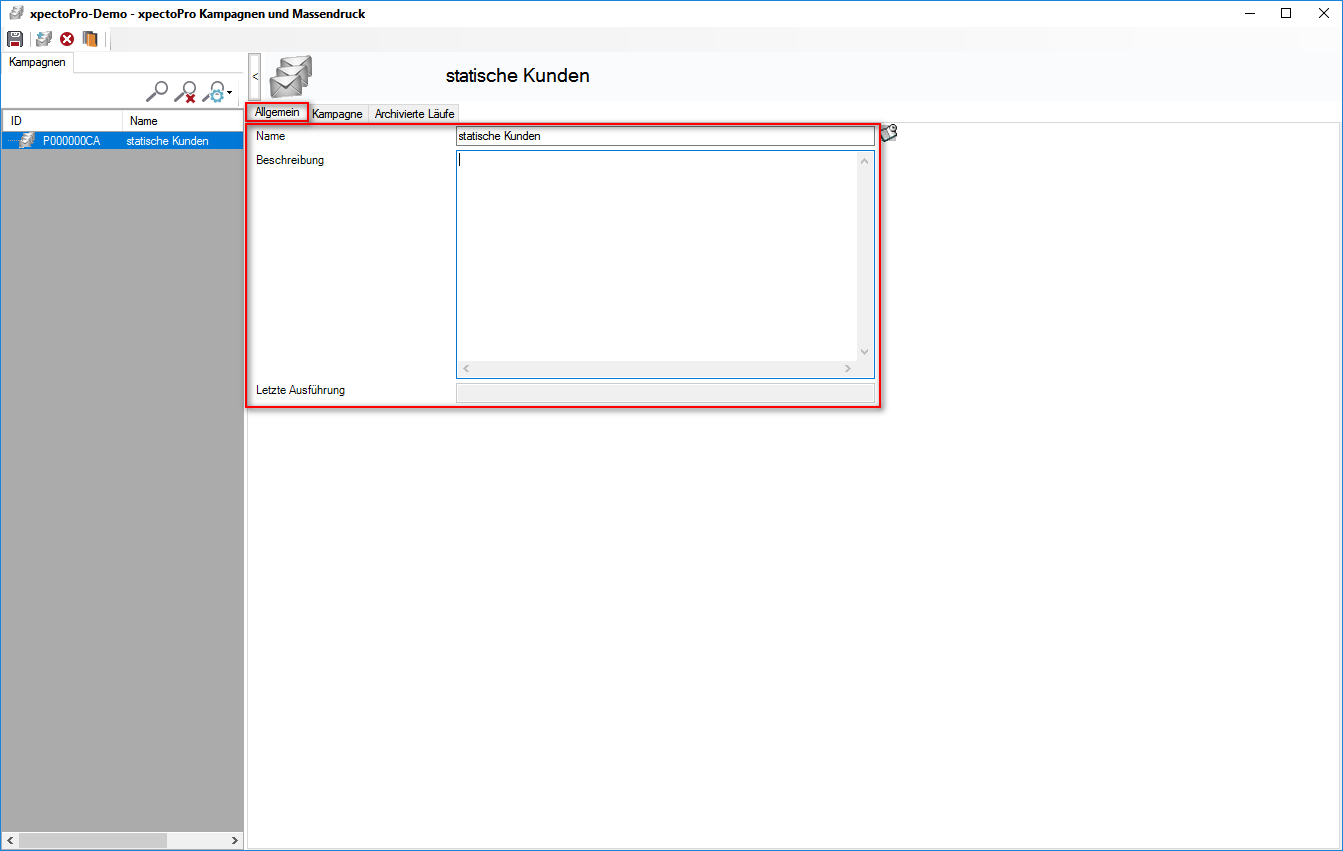 xpectoPro-Demo - xpectoPro Kampagnen und Massendruck
Kampagnen
<
statische Kunden
Allgemein Kampagne Archivierte Läufe
ID Name
P000000CA statische Kunden
Name statische Kunden
Beschreibung
Letzte Ausführung